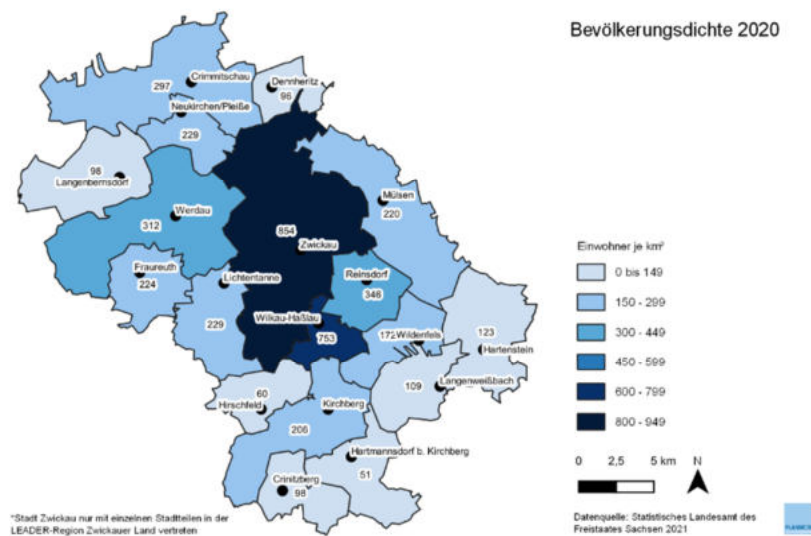 Bevölkerungsdichte 2020
Crimmitschau
297
Dennheritz
96
Neukirchen/Pleiße
229
98
Langenbernsdorf
Werdau
312
Mülsen
220
854
Zwickau
Fraureuth
224
Lichtentanne
229
Reinsdorf
346
Wilkau-Haßlau
753
172
Wildenfels
123
Hartenstein
109
Langenweißbach
60
Hirschfeld
Kirchberg
206
Hartmannsdorf b. Kirchberg
51
Crinitzberg
98
Einwohner je km²
0 bis 149
150 - 299
300 - 449
450 - 599
600 - 799
800 - 949
0 2,5 5 km
N
*Stadt Zwickau nur mit einzelnen Stadtteilen in der
LEADER-Region Zwickauer Land vertreten
Datenquelle: Statistisches Landesamt des
Freistaates Sachsen 2021